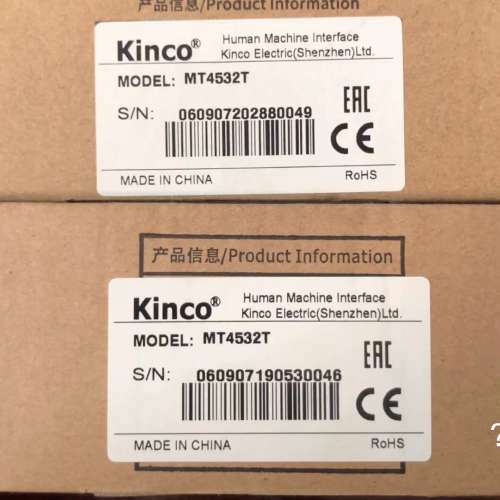 产品信息/Product Information
Kinco®
Human Machine Interface
Kinco Electric(Shenzhen)Ltd.
MODEL: MT4532T
S/N: 060907202880049
EAC
CE
MADE IN CHINA
RoHS
产品信息/Product Information
Kinco®
Human Machine Interface
Kinco Electric(Shenzhen)Ltd.
MODEL: MT4532T
S/N: 060907190530046
EAC
CE
MADE IN CHINA
RoHS
?